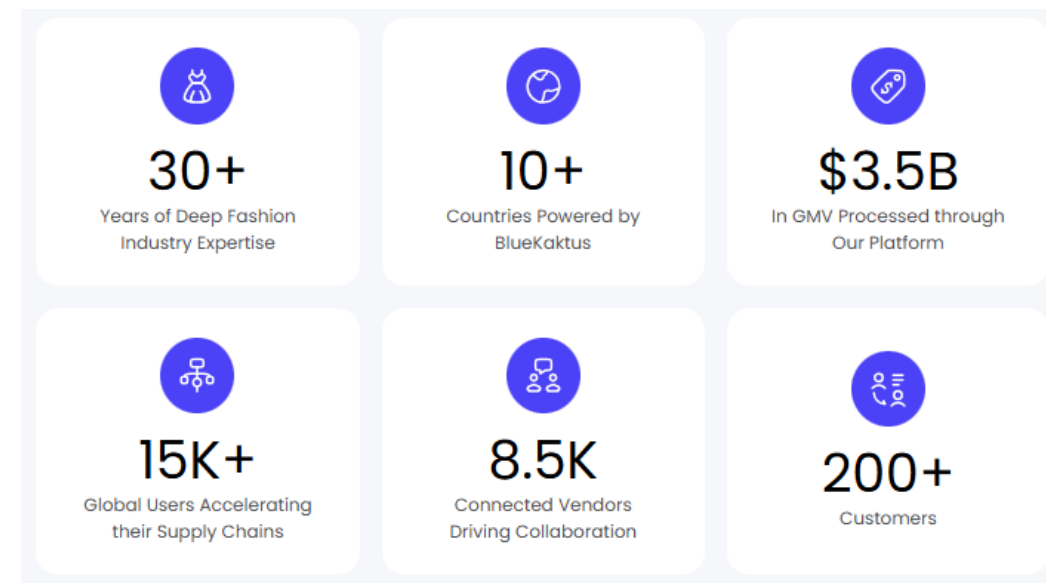 30+
Years of Deep Fashion
Industry Expertise
10+
Countries Powered by
BlueKaktus
$3.5B
In GMV Processed through
Our Platform
15K+
Global Users Accelerating
their Supply Chains
8.5K
Connected Vendors
Driving Collaboration
200+
Customers